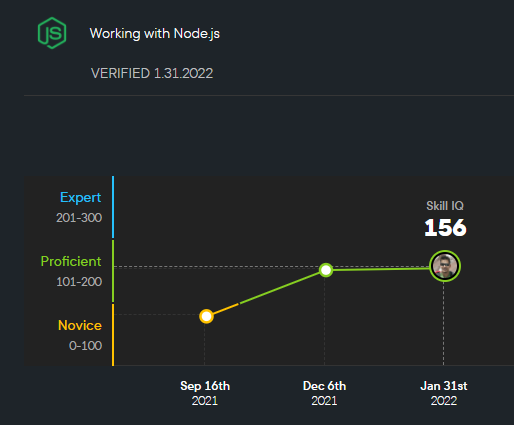 JS
Working with Node.js
VERIFIED 1.31.2022
Expert
201-300
Skill IQ
156
Proficient
101-200
Novice
0-100
Sep 16th
2021
Dec 6th
2021
Jan 31st
2022